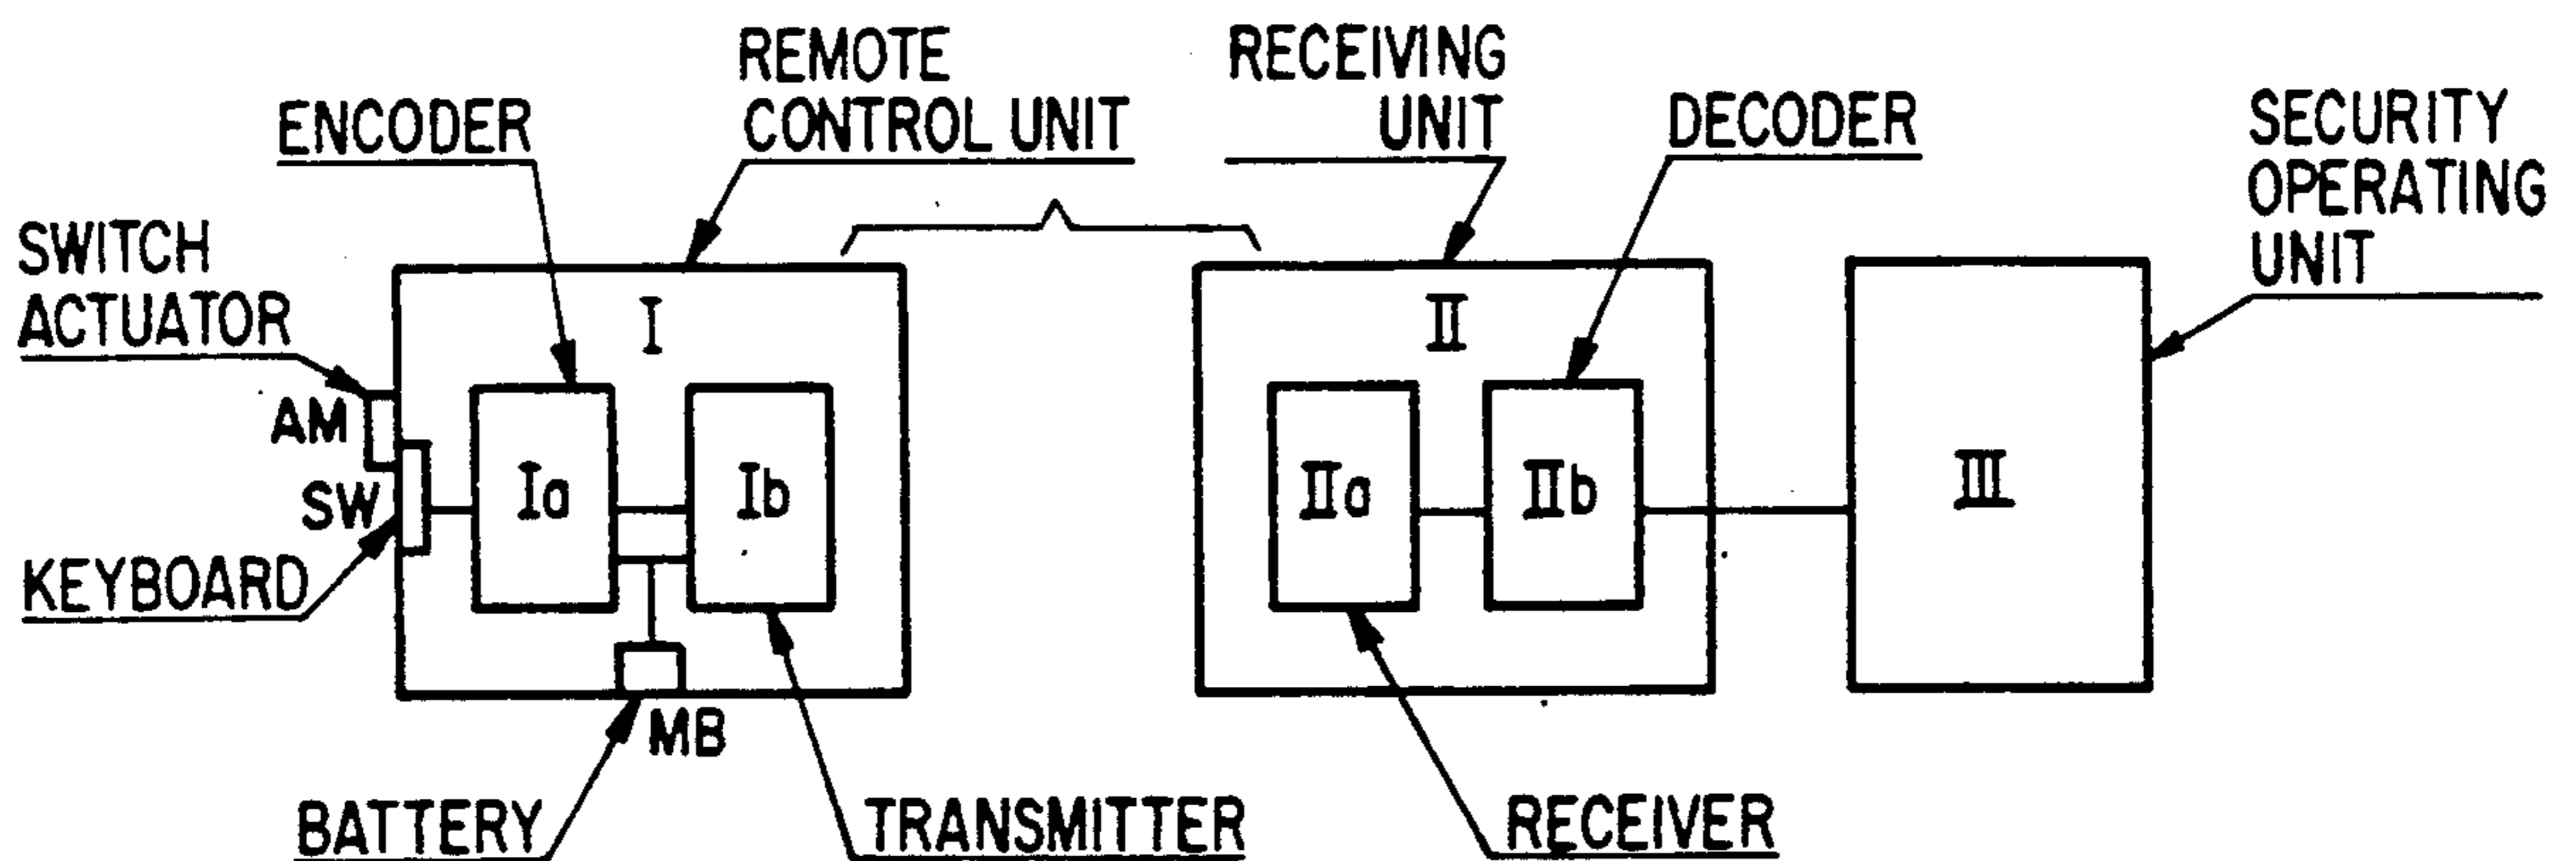 REMOTE
CONTROL UNIT
RECEIVING
UNIT
ENCODER
DECODER
SECURITY
OPERATING
UNIT
SWITCH
ACTUATOR
I
II
AM
SW
Ia
Ib
IIa
IIb
III
KEYBOARD
MB
BATTERY
TRANSMITTER
RECEIVER